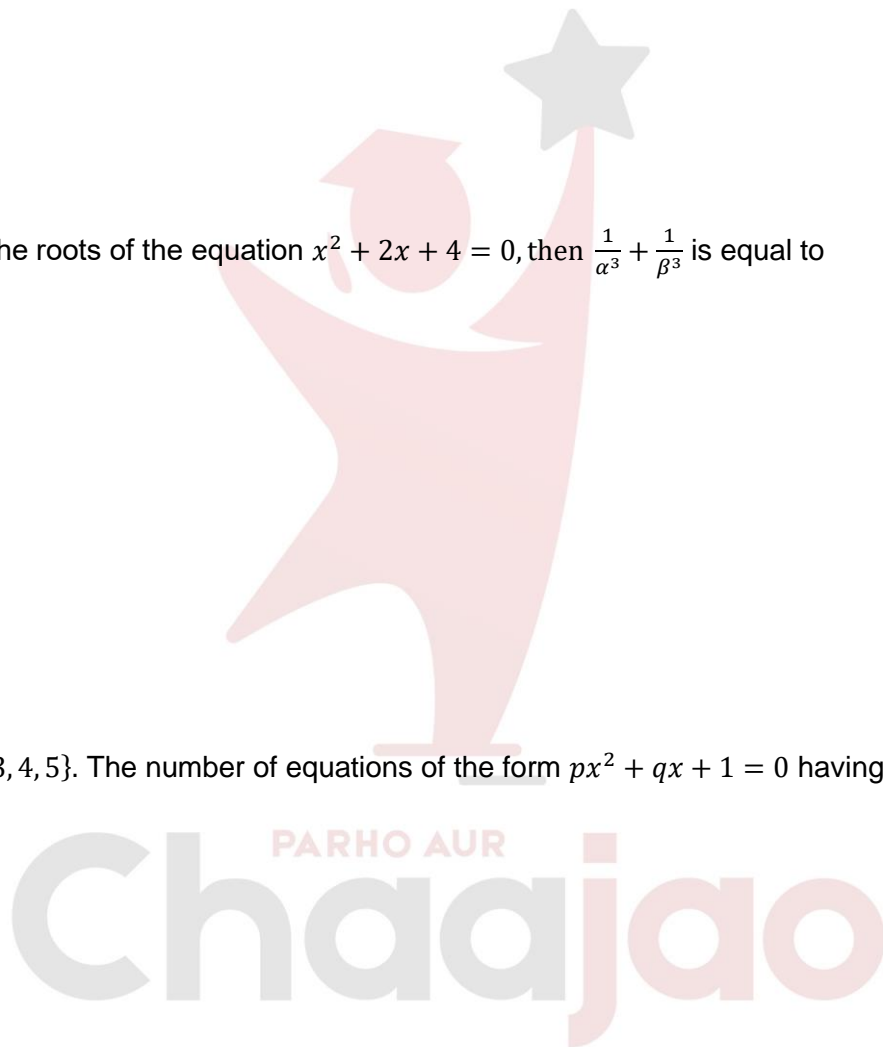 he roots of the equation x² + 2x + 4 = 0, then 1/α³ + 1/β³ is equal to
3, 4, 5}. The number of equations of the form px² + qx + 1 = 0 having
PARHO AUR
Chaajao